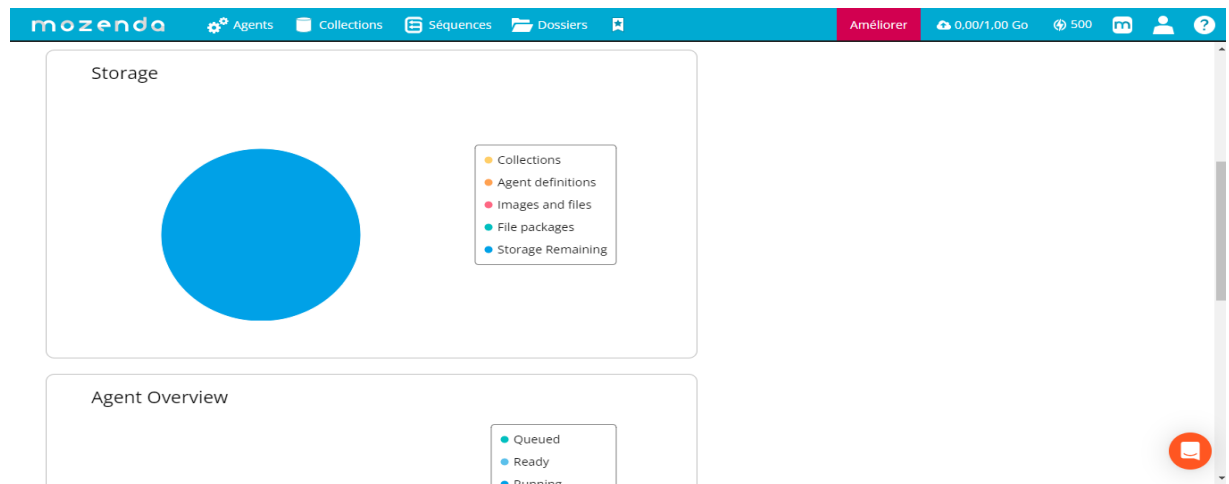 mozenda Agents Collections Séquences Dossiers Améliorer 0,00/1,00 Go 500 m ?
Storage
Collections
Agent definitions
Images and files
File packages
Storage Remaining
Agent Overview
Queued
Ready
Running